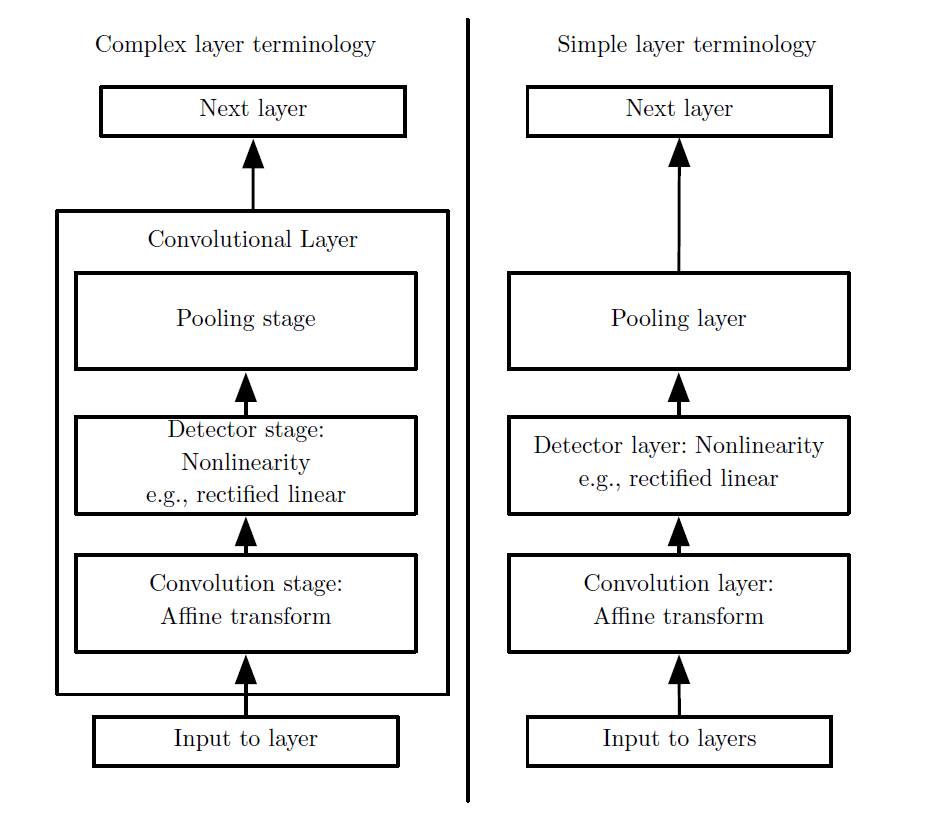 Complex layer terminology
Next layer
Convolutional Layer
Pooling stage
Detector stage:
Nonlinearity
e.g., rectified linear
Convolution stage:
Affine transform
Input to layer
Simple layer terminology
Next layer
Pooling layer
Detector layer: Nonlinearity
e.g., rectified linear
Convolution layer:
Affine transform
Input to layers